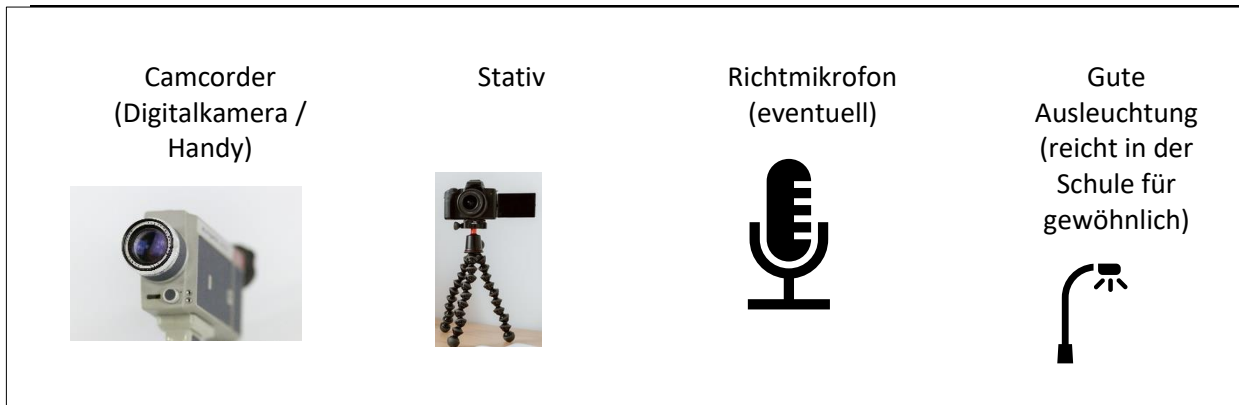 Camcorder
(Digitalkamera /
Handy)
Stativ
Richtmikrofon
(eventuell)
Gute
Ausleuchtung
(reicht in der
Schule für
gewöhnlich)